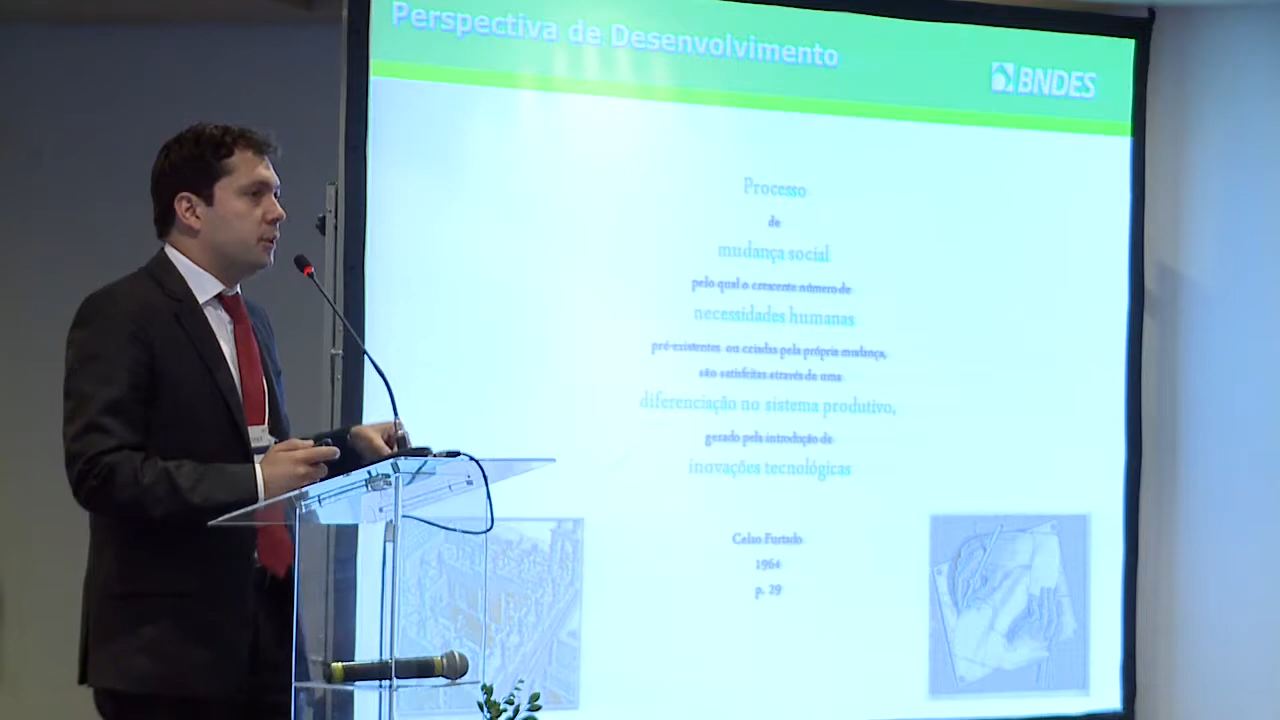 Perspectiva de Desenvolvimento
BNDES
Processo
de
mudança social
pelo qual o crescente número de
necessidades humanas
pré-existentes ou criadas pela própria mudança,
são satisfeitas através de uma
diferenciação no sistema produtivo,
gerado pela introdução de
inovações tecnológicas
Celso Furtado
1964
p. 29